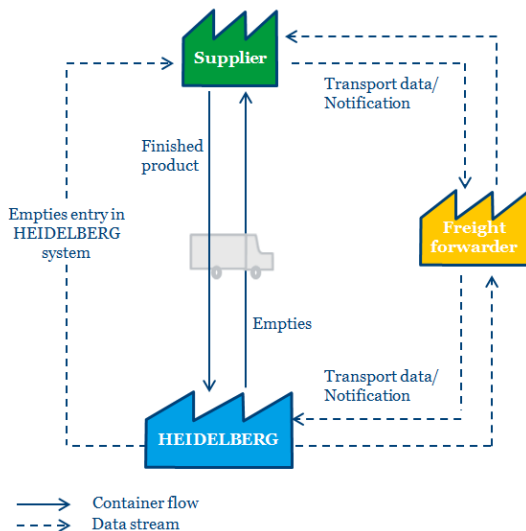 Supplier
Transport data/
Notification
Finished
product
Empties entry in
HEIDELBERG
system
Freight
forwarder
Empties
Transport data/
Notification
HEIDELBERG
Container flow
Data stream